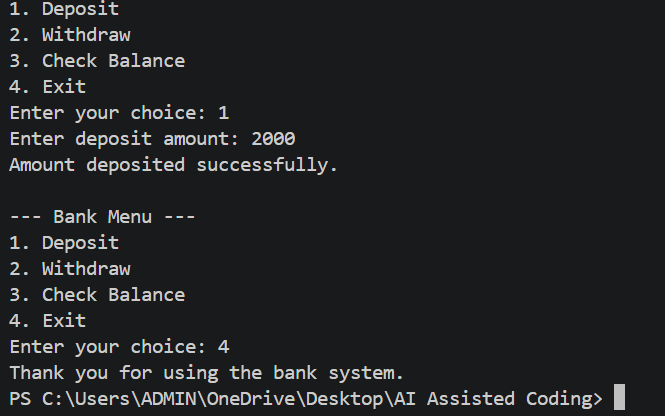 1. Deposit
2. Withdraw
3. Check Balance
4. Exit
Enter your choice: 1
Enter deposit amount: 2000
Amount deposited successfully.

--- Bank Menu ---
1. Deposit
2. Withdraw
3. Check Balance
4. Exit
Enter your choice: 4
Thank you for using the bank system.
PS C:\Users\ADMIN\OneDrive\Desktop\AI Assisted Coding>